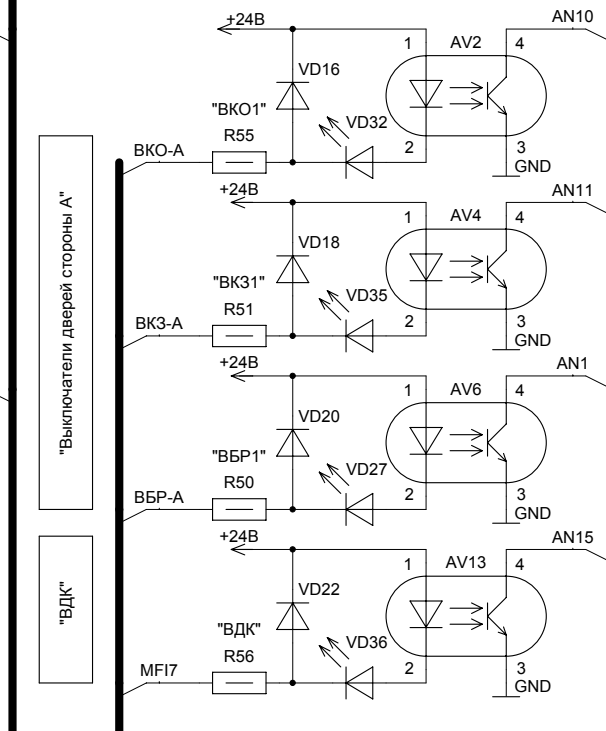 +24В
AN10
1
AV2
4
VD16
"ВКО1"
VD32
R55
ВКО-А
2
3
GND
+24В
AN11
1
AV4
4
VD18
"ВКЗ1"
VD35
R51
ВКЗ-А
2
3
GND
+24В
AN1
1
AV6
4
VD20
"ВБР1"
VD27
R50
ВБР-А
2
3
GND
+24В
AN15
1
AV13
4
VD22
"ВДК"
VD36
R56
MFI7
2
3
GND
"Выключатели дверей стороны А"
"ВДК"